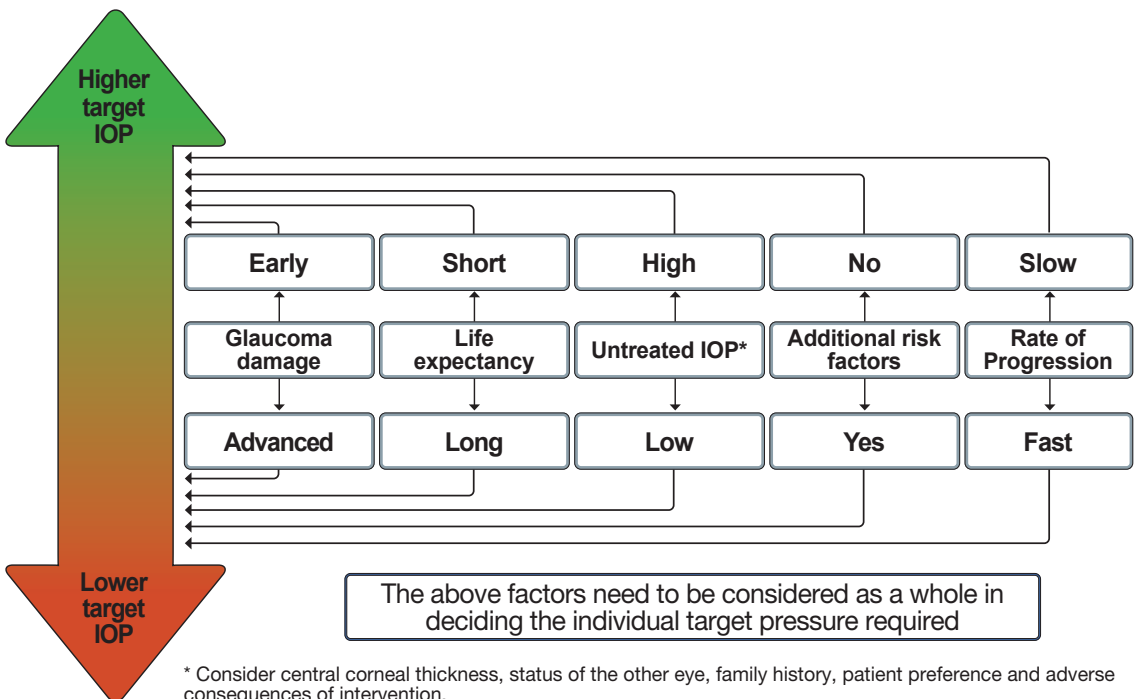 Higher
target
IOP
Early
Short
High
No
Slow
Glaucoma
damage
Life
expectancy
Untreated IOP*
Additional risk
factors
Rate of
Progression
Advanced
Long
Low
Yes
Fast
Lower
target
IOP
The above factors need to be considered as a whole in
deciding the individual target pressure required
* Consider central corneal thickness, status of the other eye, family history, patient preference and adverse
consequences of intervention.